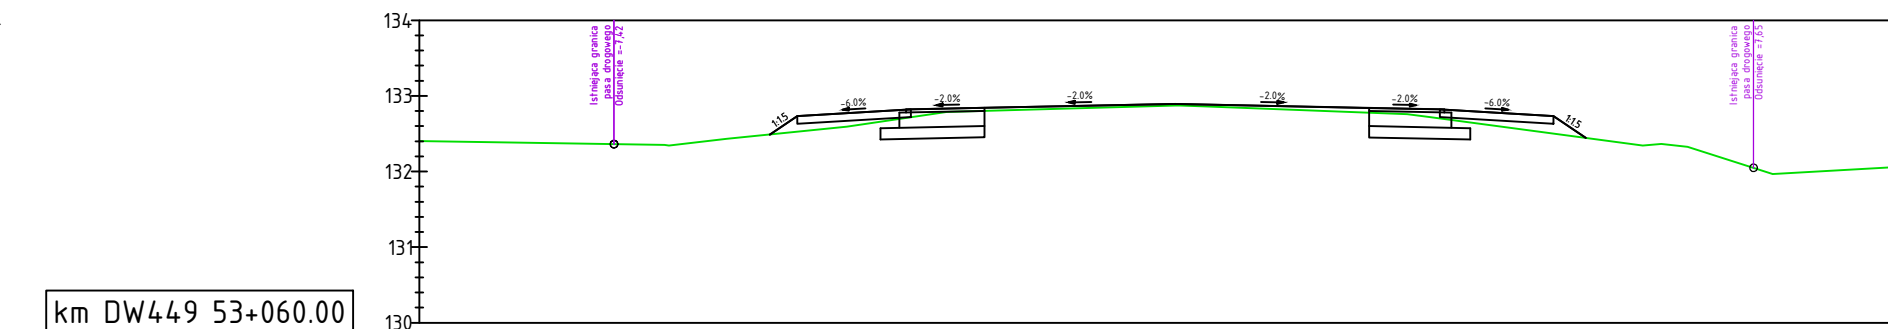 134
133
132
131
130
Istniejąca granica
pasa drogowego
Odsunięcie =-7,42
1:1.5
-6.0%
-2.0%
-2.0%
-2.0%
-2.0%
-6.0%
1:1.5
Istniejąca granica
pasa drogowego
Odsunięcie =7,65
km DW449 53+060.00